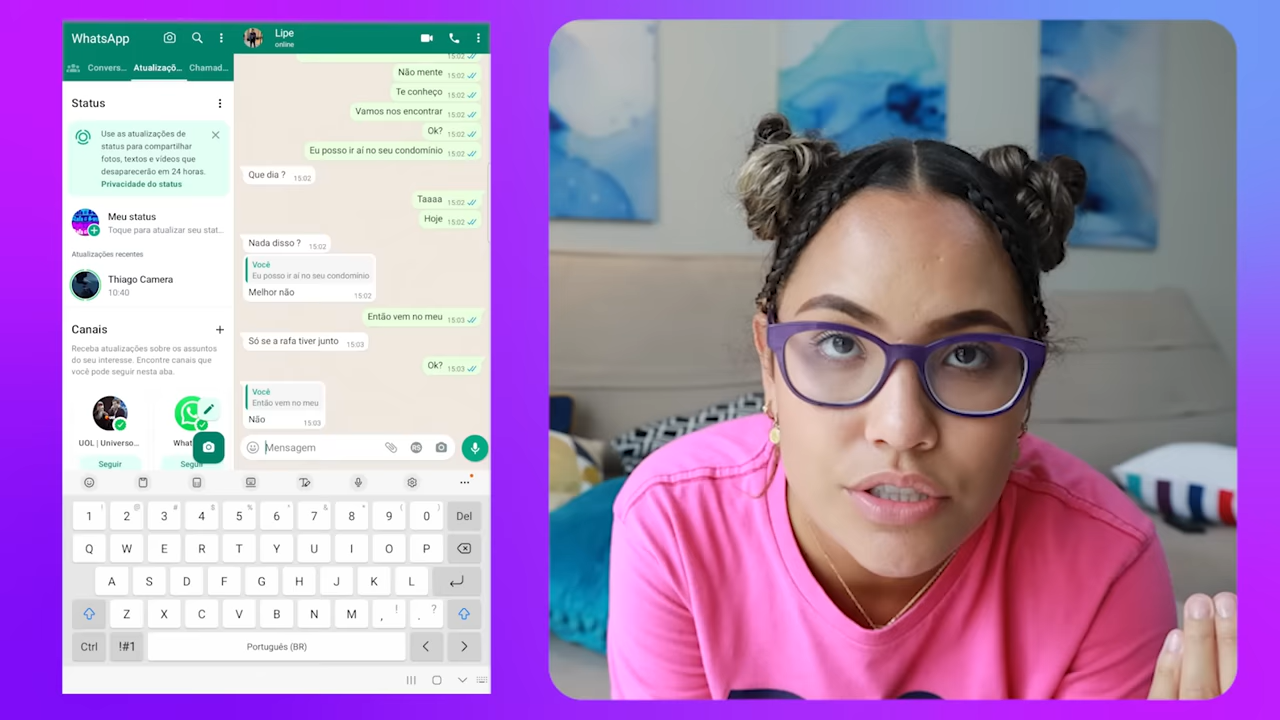 WhatsApp
Convers... Atualizaçõ... Chamad...
Status
Use as atualizações de
status para compartilhar
fotos, textos e vídeos que
desaparecerão em 24 horas.
Privacidade do status
Meu status
Toque para atualizar seu stat...
Atualizações recentes
Thiago Camera
10:40
Canais
Receba atualizações sobre os assuntos
do seu interesse. Encontre canais que
você pode seguir nesta aba.
UOL | Universo...
What
Seguir
Segui
Lipe
online
15:02
Não mente 15:02
Te conheço 15:02
Vamos nos encontrar 15:02
Ok? 15:02
Eu posso ir aí no seu condomínio 15:02
Que dia ? 15:02
Taaaa 15:02
Hoje 15:02
Nada disso ? 15:02
Você
Eu posso ir aí no seu condomínio
Melhor não 15:02
Então vem no meu 15:03
Só se a rafa tiver junto 15:03
Ok? 15:03
Você
Então vem no meu
Não 15:03
Mensagem
1 2 3 4 5 6 7 8 9 0 Del
Q W E R T Y U I O P
A S D F G H J K L
Z X C V B N M , ! . ?
Ctrl !#1 Português (BR) < >